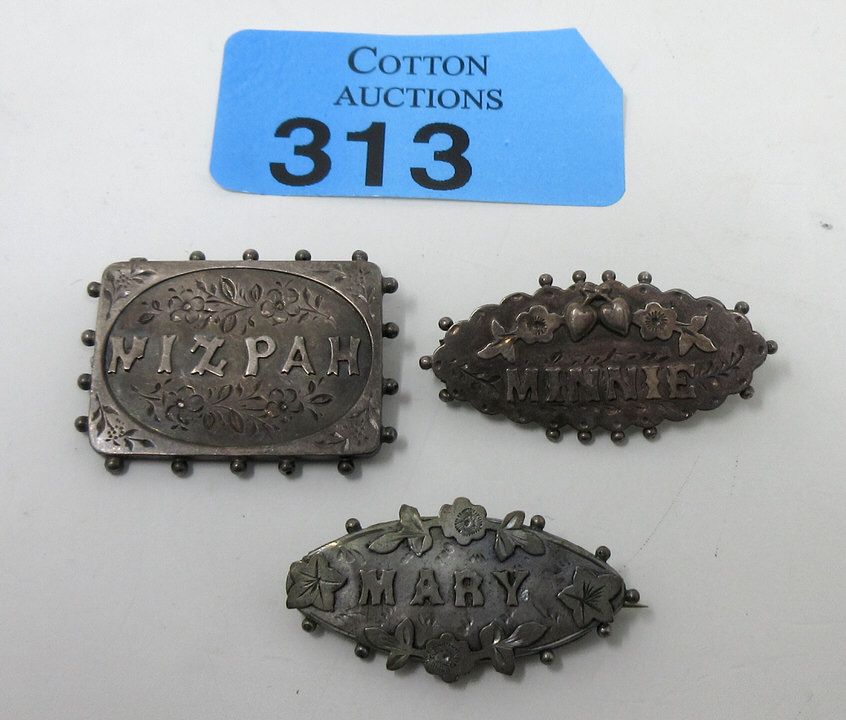 COTTON
AUCTIONS
313
MIZPAH
MINNIE
MARY